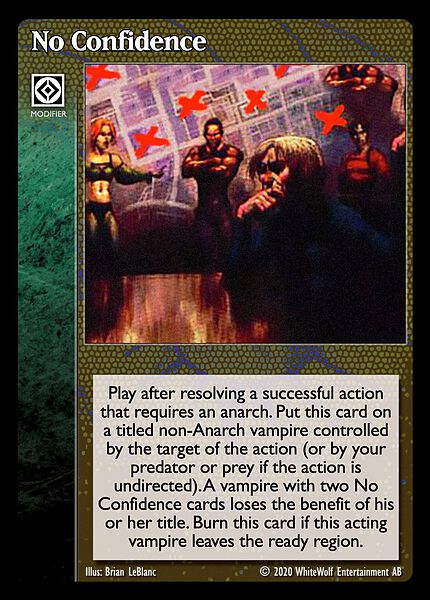 No Confidence
MODIFIER
Play after resolving a successful action
that requires an anarch. Put this card on
a titled non-Anarch vampire controlled
by the target of the action (or by your
predator or prey if the action is
undirected). A vampire with two No
Confidence cards loses the benefit of his
or her title. Burn this card if this acting
vampire leaves the ready region.
Illus: Brian LeBlanc © 2020 WhiteWolf Entertainment AB